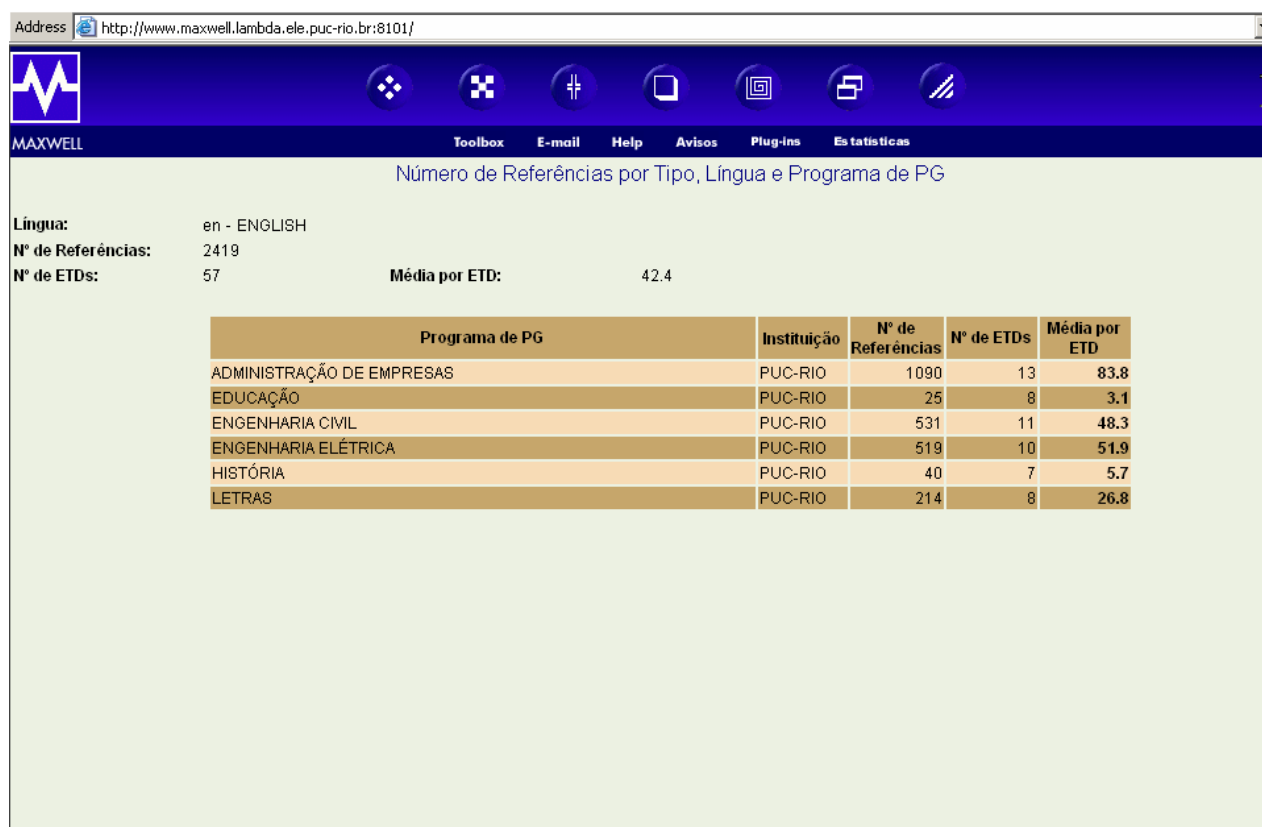 Address http://www.maxwell.lambda.ele.puc-rio.br:8101/
MAXWELL Toolbox E-mail Help Avisos Plug-ins Estatísticas
Número de Referências por Tipo, Língua e Programa de PG
Língua: en - ENGLISH
Nº de Referências: 2419
Nº de ETDs: 57 Média por ETD: 42.4
Programa de PG Instituição Nº de Referências Nº de ETDs Média por ETD
ADMINISTRAÇÃO DE EMPRESAS PUC-RIO 1090 13 83.8
EDUCAÇÃO PUC-RIO 25 8 3.1
ENGENHARIA CIVIL PUC-RIO 531 11 48.3
ENGENHARIA ELÉTRICA PUC-RIO 519 10 51.9
HISTÓRIA PUC-RIO 40 7 5.7
LETRAS PUC-RIO 214 8 26.8